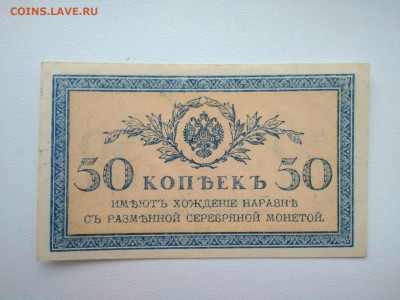 COINS.LAVE.RU
50 КОПѢЕКЪ 50
ИМѢЮТЪ ХОЖДЕНІЕ НАРАВНѢ
СЪ РАЗМѢННОЙ СЕРЕБРЯНОЙ МОНЕТОЙ.